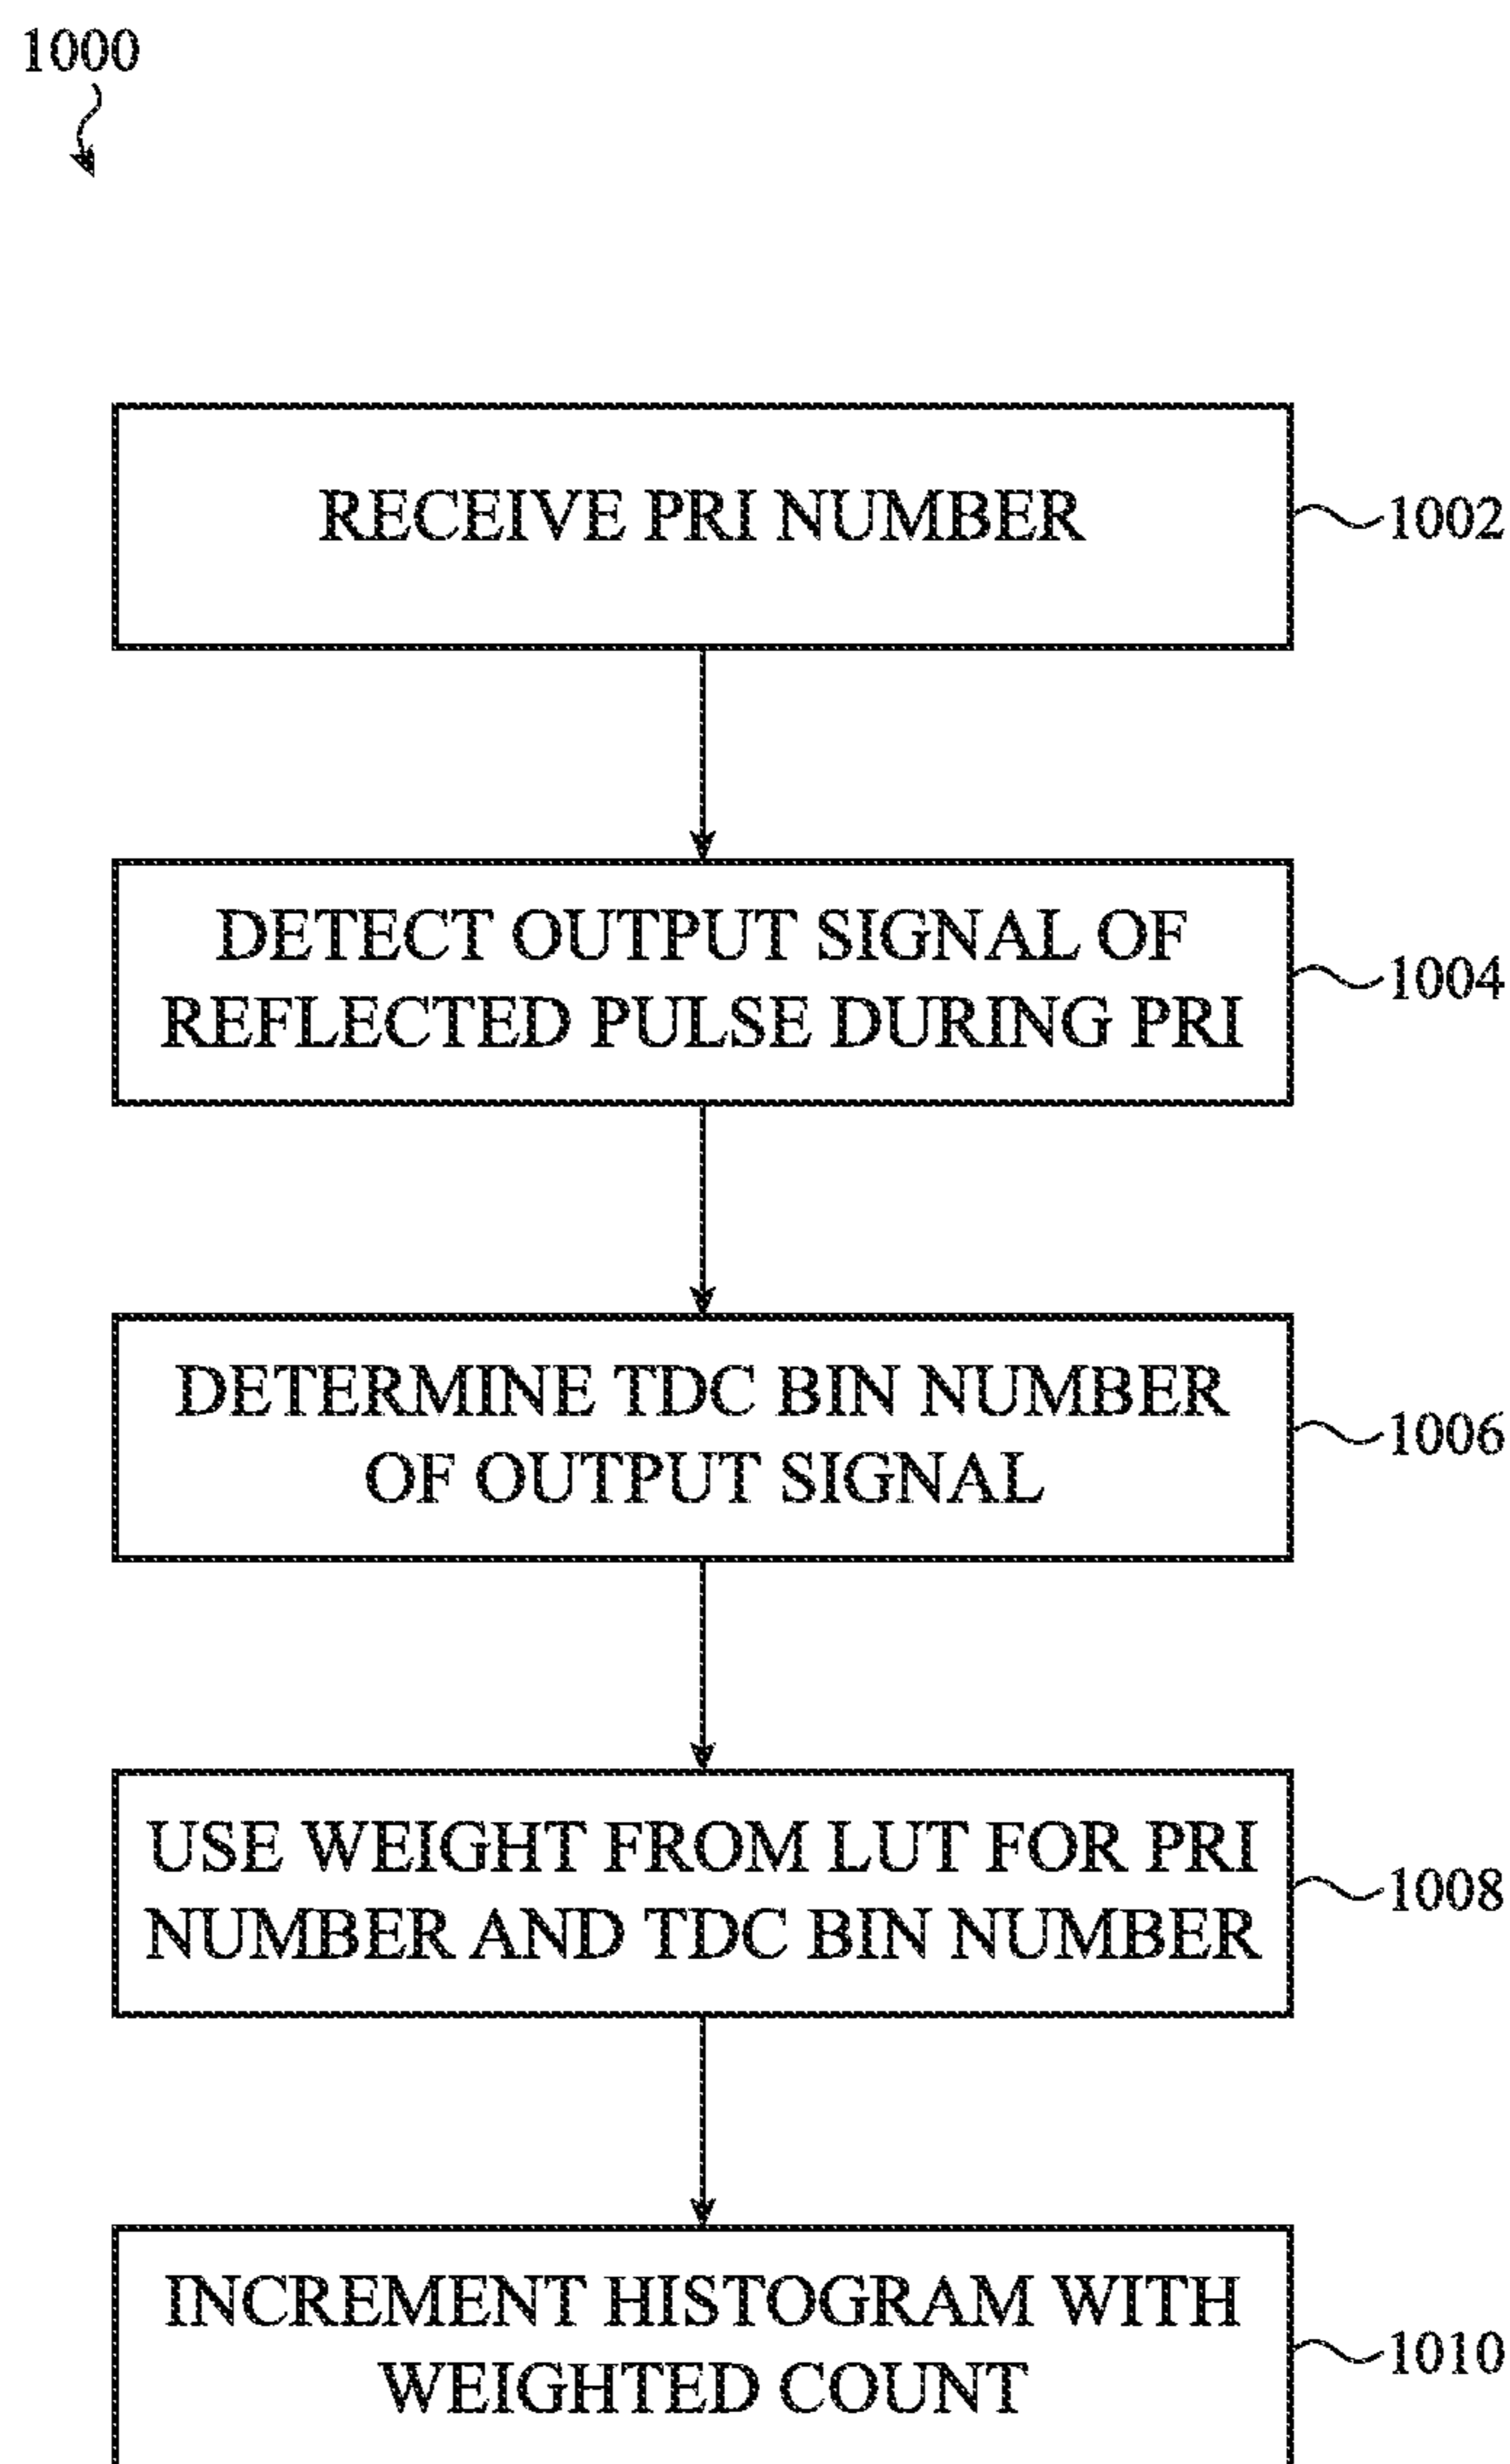 1000
RECEIVE PRI NUMBER
1002
DETECT OUTPUT SIGNAL OF
REFLECTED PULSE DURING PRI
1004
DETERMINE TDC BIN NUMBER
OF OUTPUT SIGNAL
1006
USE WEIGHT FROM LUT FOR PRI
NUMBER AND TDC BIN NUMBER
1008
INCREMENT HISTOGRAM WITH
WEIGHTED COUNT
1010